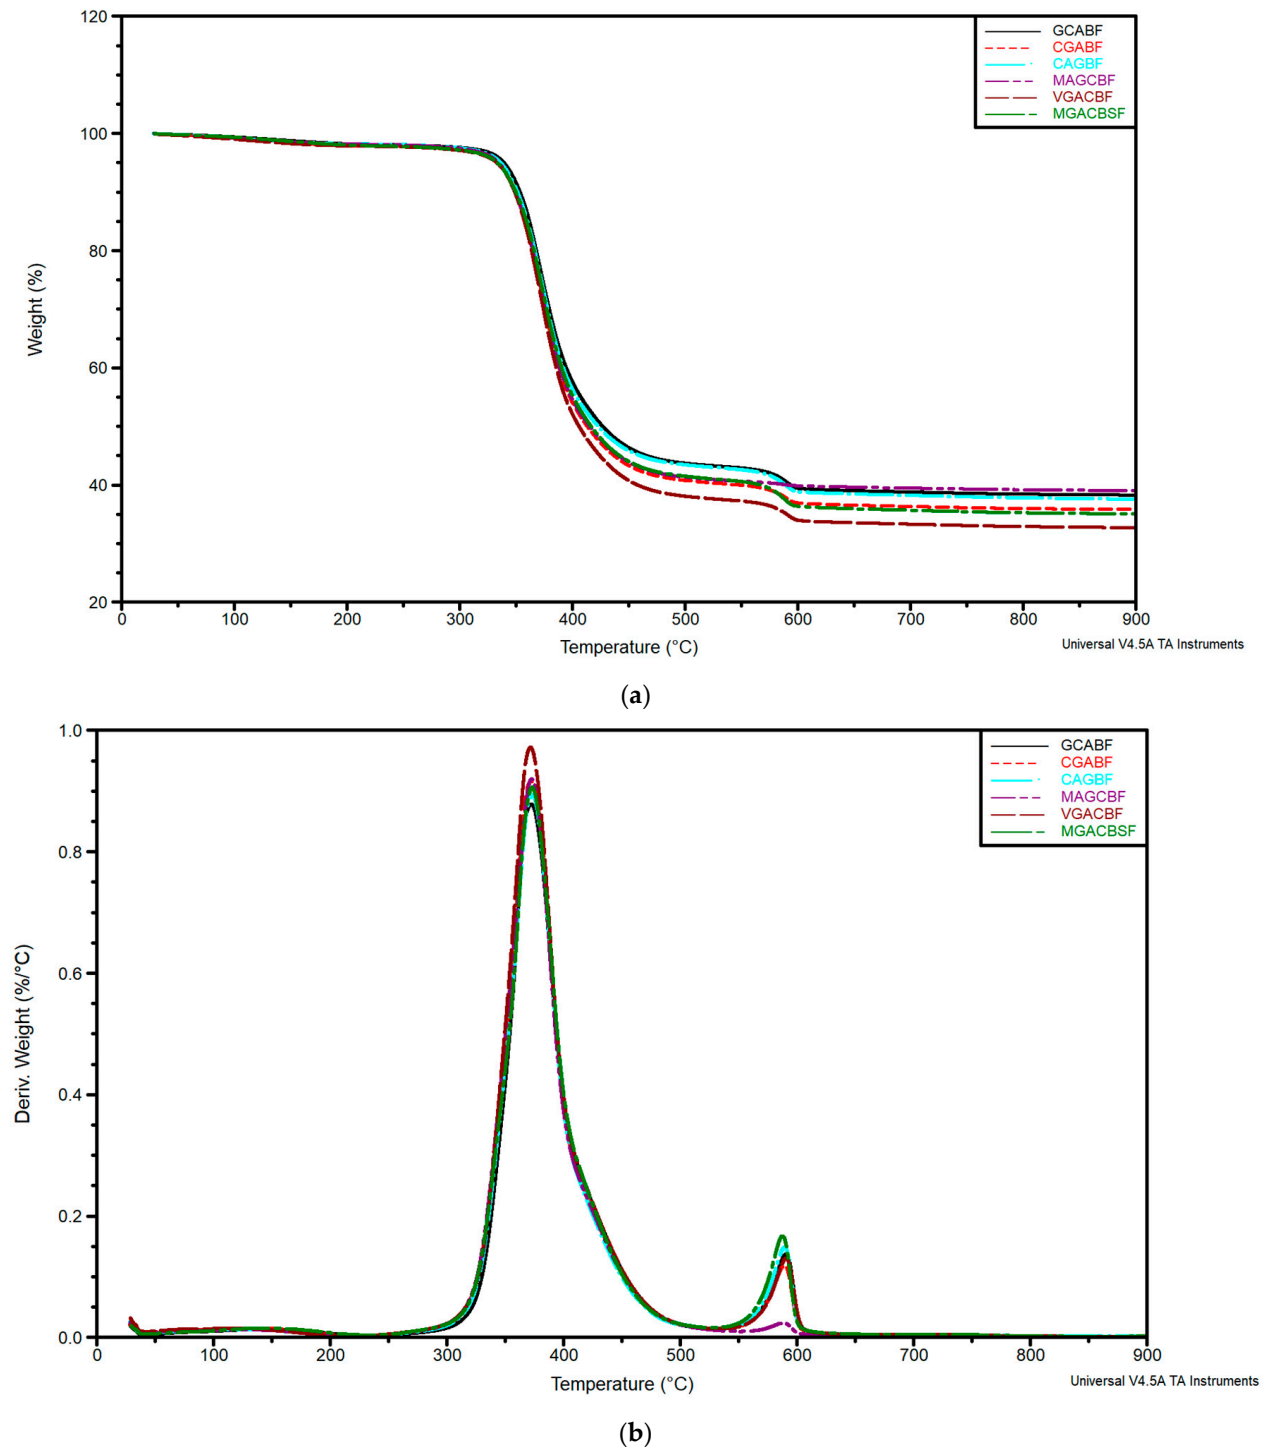 120
100
80
60
40
20
Weight (%)
GCABF
CGABF
CAGBF
MAGCBF
VGACBF
MGACBSF
0 100 200 300 400 500 600 700 800 900
Temperature (°C)
Universal V4.5A TA Instruments
(a)
1.0
0.8
0.6
0.4
0.2
0.0
Deriv. Weight (%/°C)
GCABF
CGABF
CAGBF
MAGCBF
VGACBF
MGACBSF
0 100 200 300 400 500 600 700 800 900
Temperature (°C)
Universal V4.5A TA Instruments
(b)